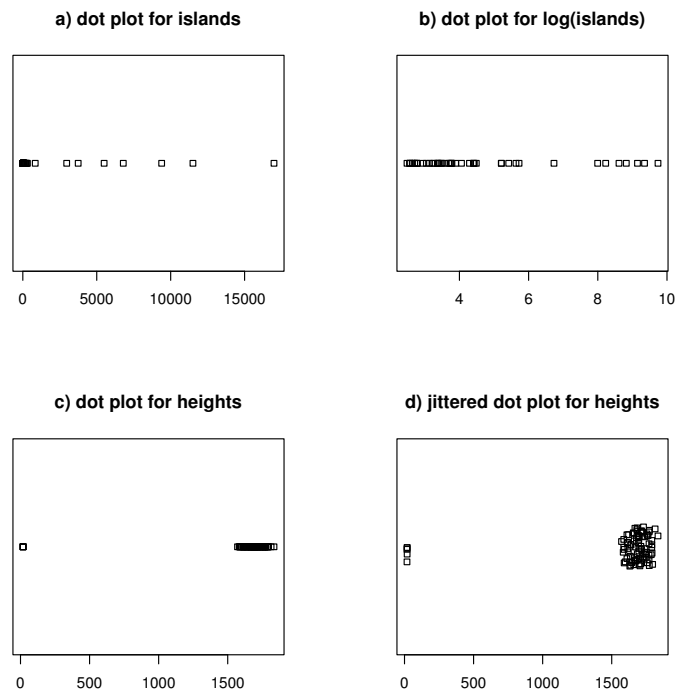 a) dot plot for islands
0 5000 10000 15000
b) dot plot for log(islands)
4 6 8 10
c) dot plot for heights
0 500 1000 1500
d) jittered dot plot for heights
0 500 1000 1500